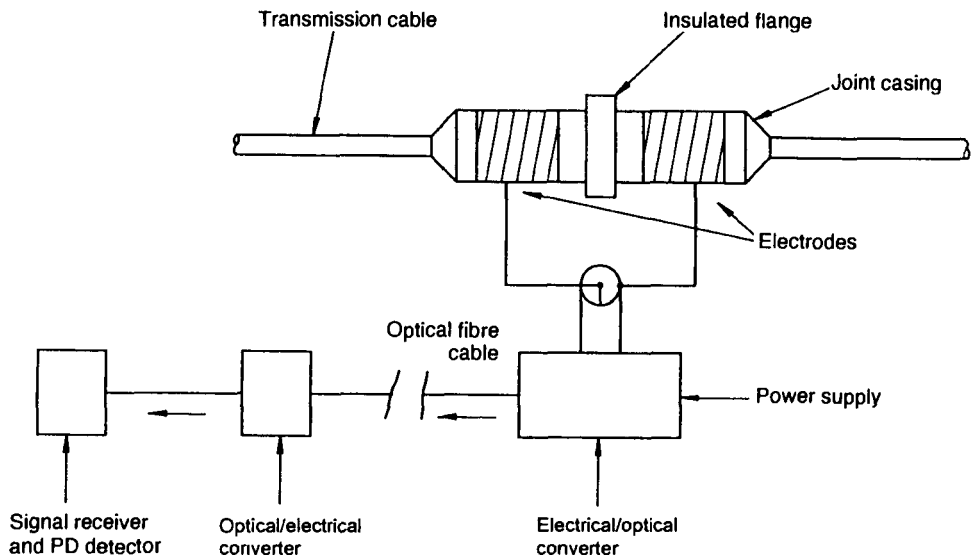 Transmission cable
Insulated flange
Joint casing
Electrodes
Optical fibre
cable
Power supply
Signal receiver
and PD detector
Optical/electrical
converter
Electrical/optical
converter